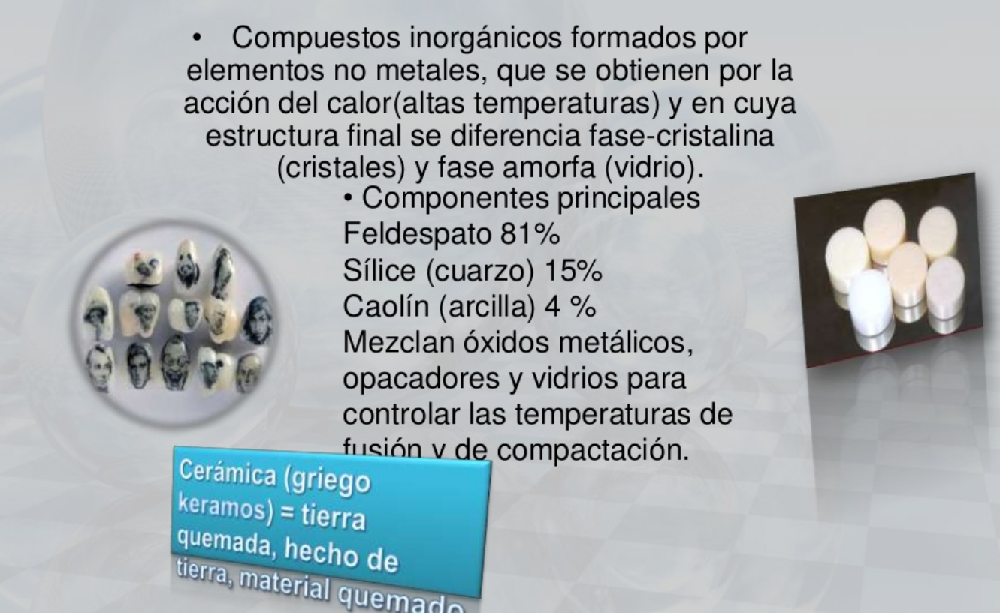 • Compuestos inorgánicos formados por
elementos no metales, que se obtienen por la
acción del calor(altas temperaturas) y en cuya
estructura final se diferencia fase-cristalina
(cristales) y fase amorfa (vidrio).
• Componentes principales
Feldespato 81%
Sílice (cuarzo) 15%
Caolín (arcilla) 4 %
Mezclan óxidos metálicos,
opacadores y vidrios para
controlar las temperaturas de
fusión y de compactación.
Cerámica (griego
keramos) = tierra
quemada, hecho de
tierra, material quemado